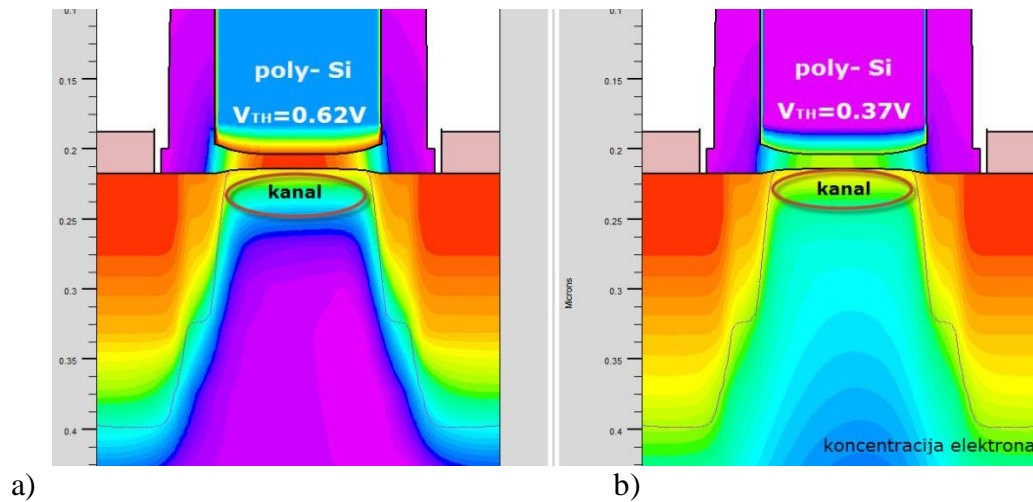 0.1
0.15
0.2
0.25
0.3
0.35
0.4
poly- Si
VTH=0.62V
kanal
Microns
0.1
0.15
0.2
0.25
0.3
0.35
0.4
poly- Si
VTH=0.37V
kanal
koncentracija elektrona
a)
b)